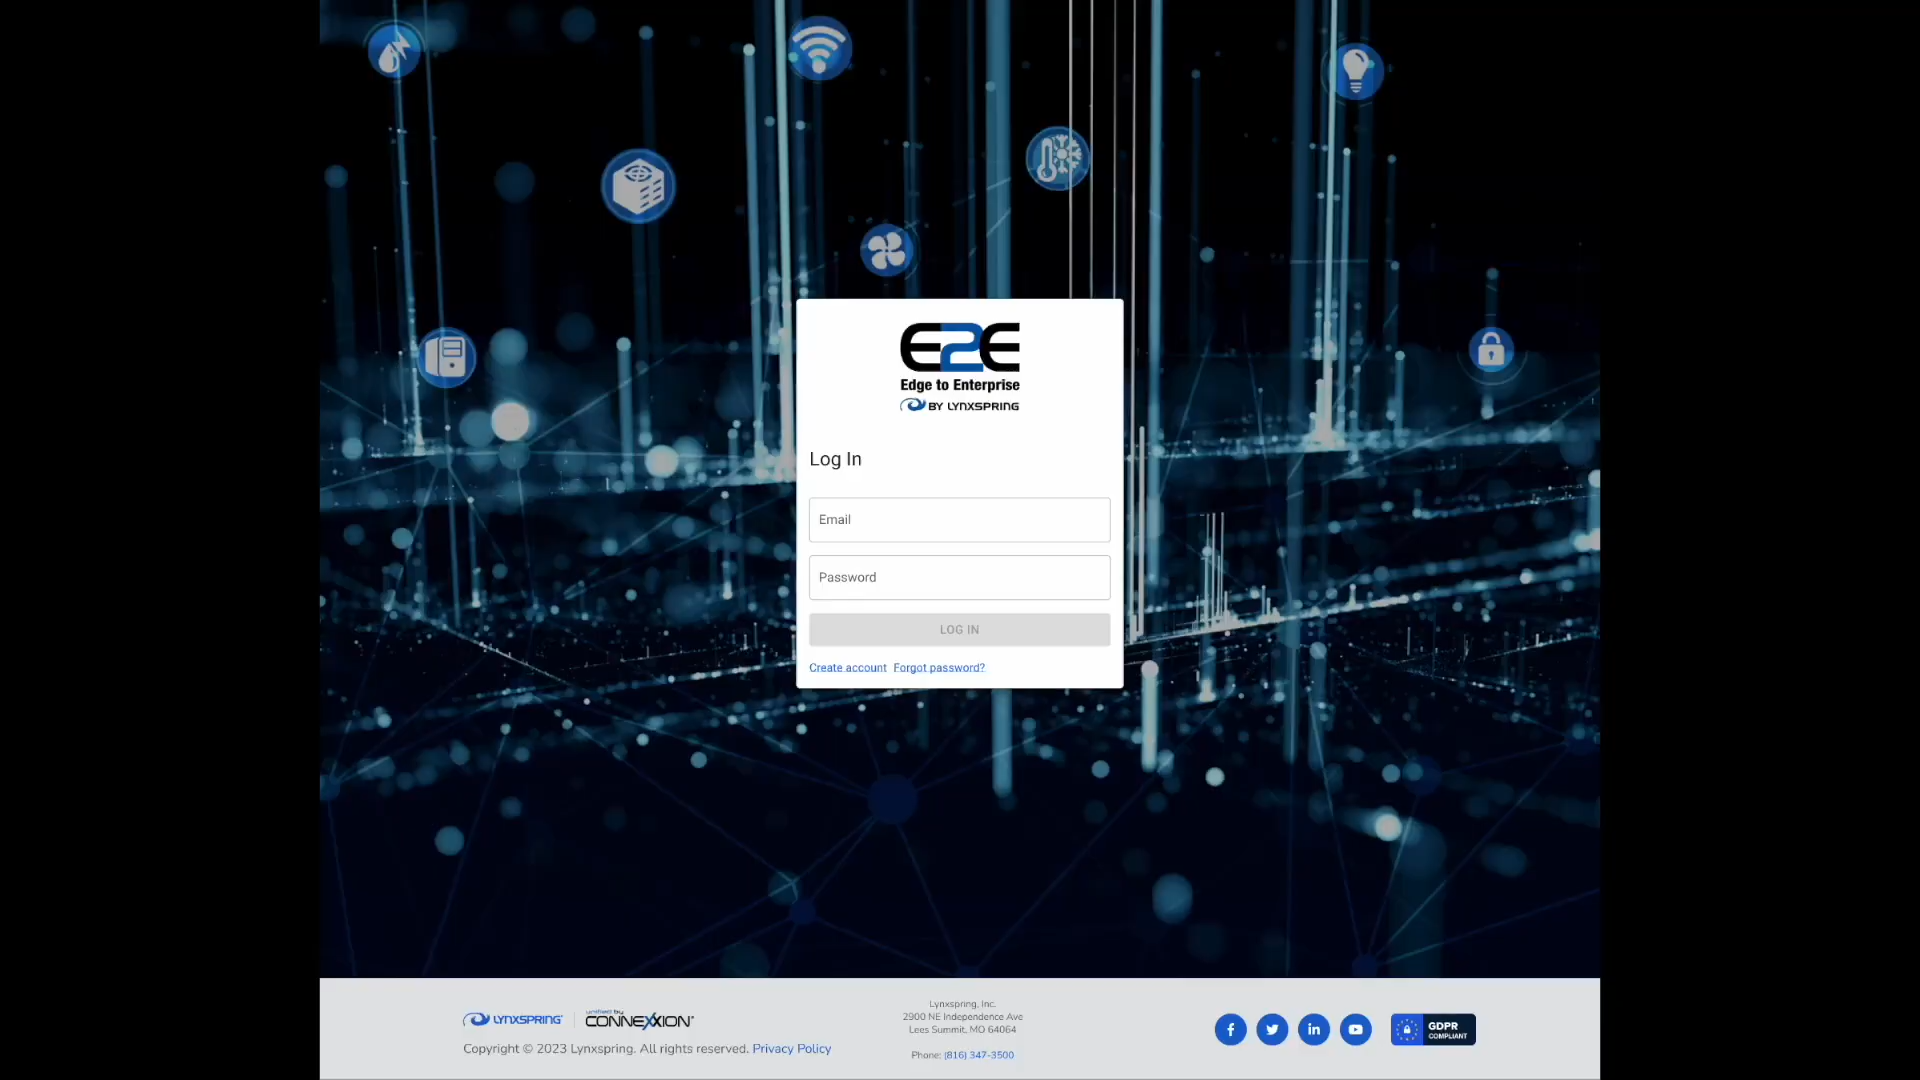 E2E
Edge to Enterprise
BY LYNXSPRING
Log In
Email
Password
LOG IN
Create account Forgot password?
LYNXSPRING
unified by
CONNEXXION
Copyright © 2023 Lynxspring. All rights reserved. Privacy Policy
Lynxspring, Inc.
2900 NE Independence Ave
Lees Summit, MO 64064
Phone: (816) 347-3500
GDPR
COMPLIANT